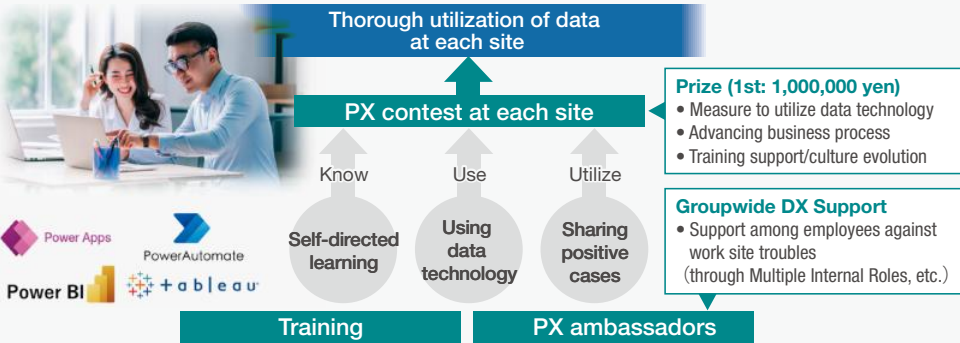 Thorough utilization of data
at each site
PX contest at each site
Prize (1st: 1,000,000 yen)
• Measure to utilize data technology
• Advancing business process
• Training support/culture evolution
Know
Use
Utilize
Self-directed
learning
Using
data
technology
Sharing
positive
cases
Groupwide DX Support
• Support among employees against
work site troubles
(through Multiple Internal Roles, etc.)
Power Apps
PowerAutomate
Power BI
+ableau
Training
PX ambassadors